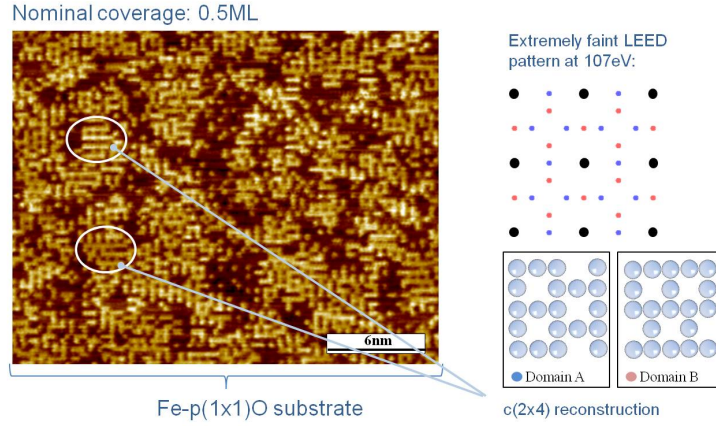 Nominal coverage: 0.5ML
Extremely faint LEED
pattern at 107eV:
6nm
Domain A
Domain B
Fe-p(1x1)O substrate
c(2x4) reconstruction